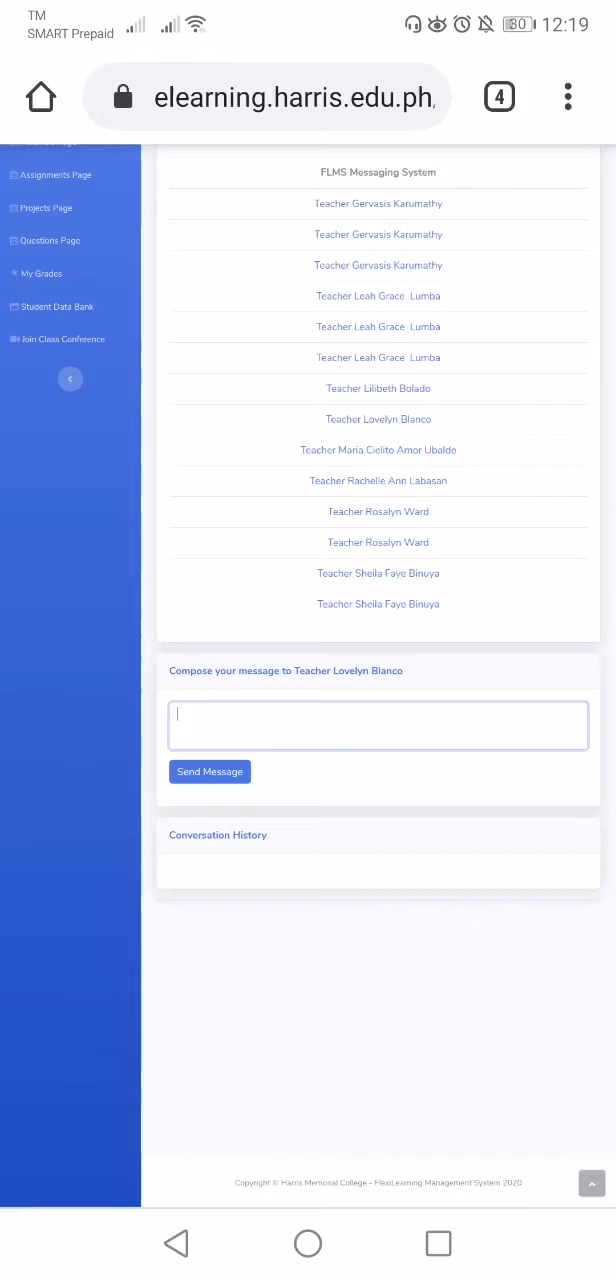 TM
SMART Prepaid
30
12:19
elearning.harris.edu.ph
4
FLMS Messaging System
Assignments Page
Teacher Gervasis Karumathy
Projects Page
Teacher Gervasis Karumathy
Questions Page
Teacher Gervasis Karumathy
My Grades
Teacher Leah Grace Lumba
Student Data Bank
Teacher Leah Grace Lumba
Join Class Conference
Teacher Leah Grace Lumba
Teacher Lilibeth Bolado
Teacher Lovelyn Blanco
Teacher Maria Cielito Amor Ubalde
Teacher Rachelle Ann Labasan
Teacher Rosalyn Ward
Teacher Rosalyn Ward
Teacher Sheila Faye Binuya
Teacher Sheila Faye Binuya
Compose your message to Teacher Lovelyn Blanco
Send Message
Conversation History
Copyright © Harris Memorial College - FlexiLearning Management System 2020